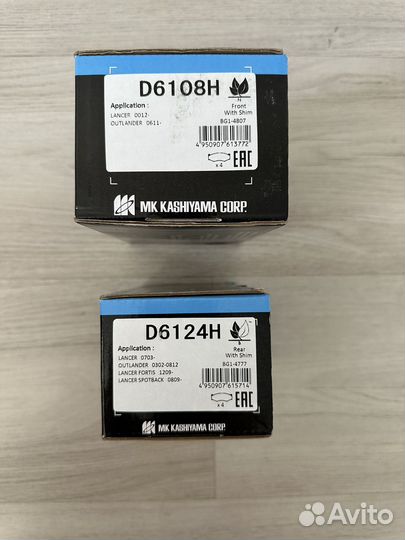 D6108H
N
Front
With Shim
BG1-4807
Application :
LANCER 0012-
OUTLANDER 0611-
4 950907 613772
x 4 EAC
MK KASHIYAMA CORP.
D6124H
Rear
With Shim
BG1-4777
Application :
LANCER 0703-
OUTLANDER 0302-0812
LANCER FORTIS 1209-
LANCER SPOTBACK 0809-
4 950907 615714
x 4 EAC
MK KASHIYAMA CORP.
Avito